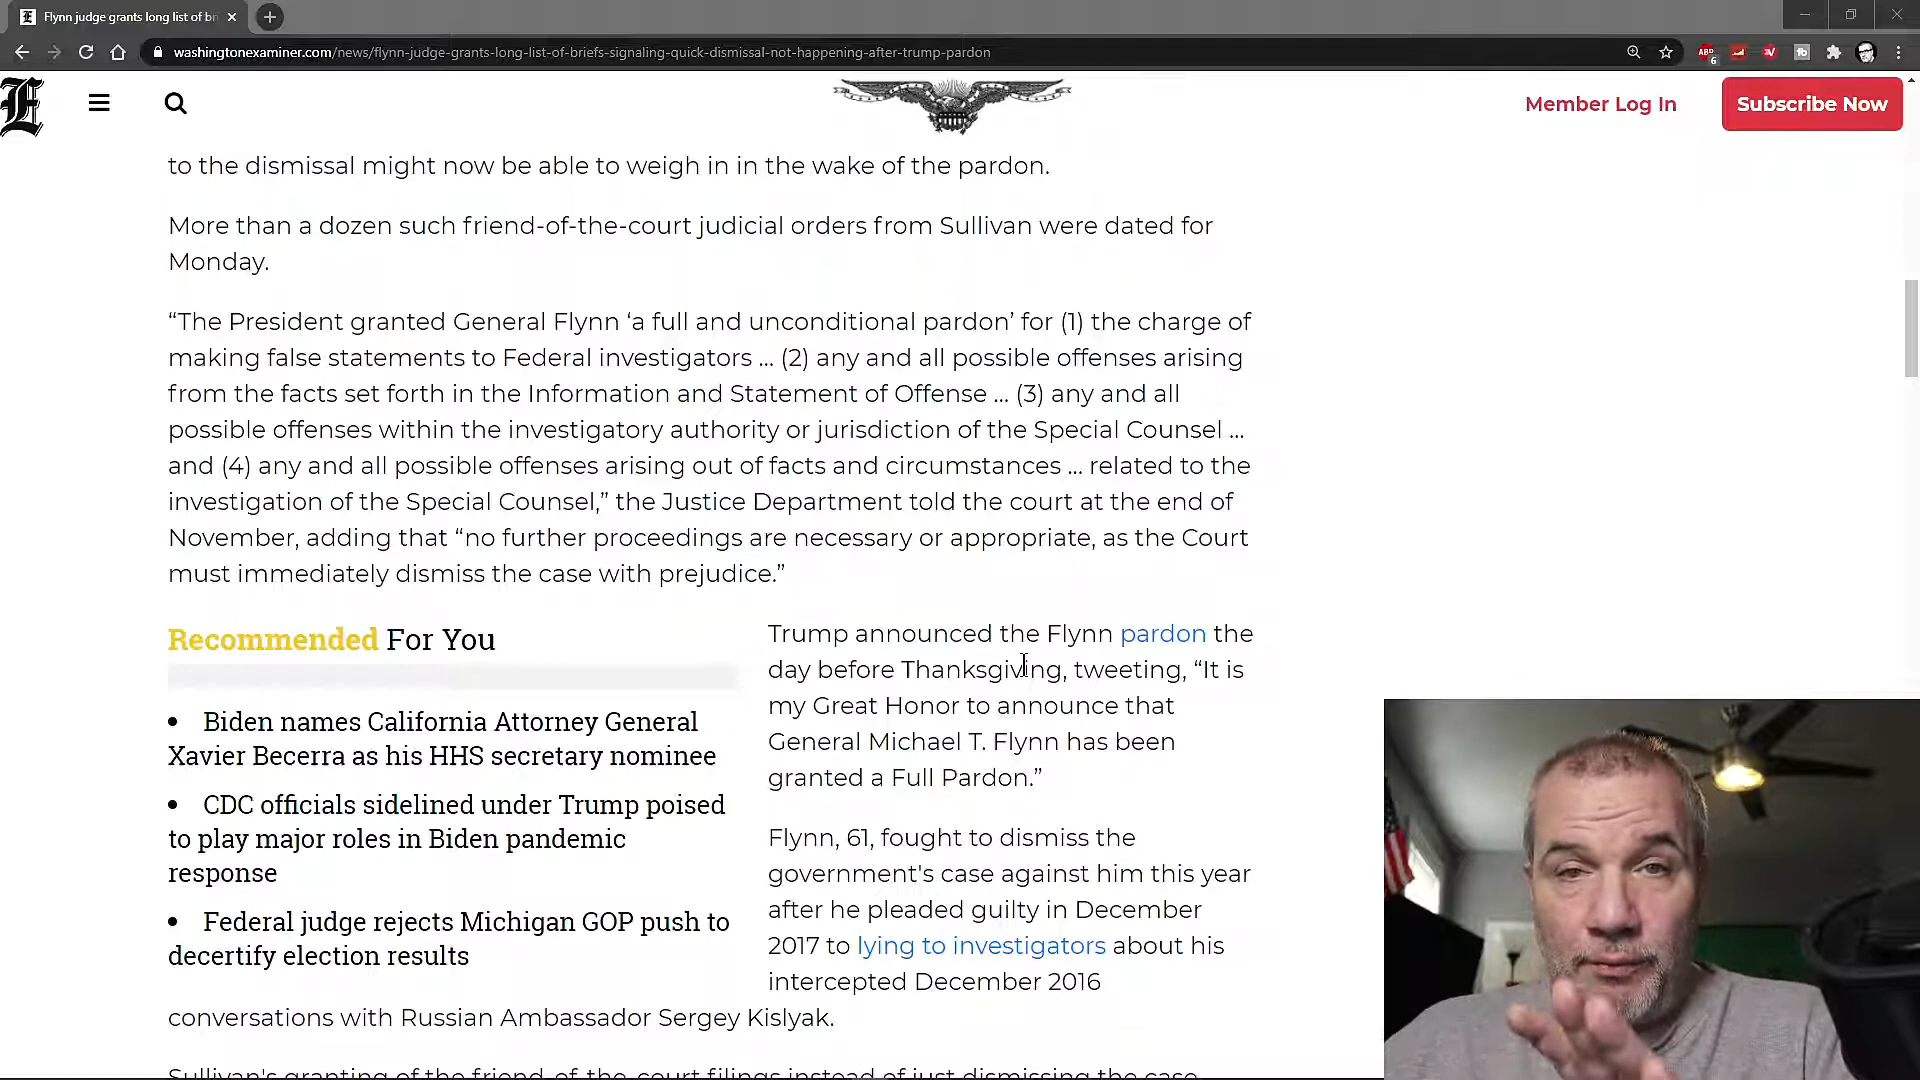 Flynn judge grants long list of bri
washingtonexaminer.com/news/flynn-judge-grants-long-list-of-briefs-signaling-quick-dismissal-not-happening-after-trump-pardon
ABP
6
E
Member Log In
Subscribe Now
to the dismissal might now be able to weigh in in the wake of the pardon.
More than a dozen such friend-of-the-court judicial orders from Sullivan were dated for
Monday.
“The President granted General Flynn ‘a full and unconditional pardon’ for (1) the charge of
making false statements to Federal investigators ... (2) any and all possible offenses arising
from the facts set forth in the Information and Statement of Offense ... (3) any and all
possible offenses within the investigatory authority or jurisdiction of the Special Counsel ...
and (4) any and all possible offenses arising out of facts and circumstances ... related to the
investigation of the Special Counsel,” the Justice Department told the court at the end of
November, adding that “no further proceedings are necessary or appropriate, as the Court
must immediately dismiss the case with prejudice.”
Recommended For You
• Biden names California Attorney General
Xavier Becerra as his HHS secretary nominee
• CDC officials sidelined under Trump poised
to play major roles in Biden pandemic
response
• Federal judge rejects Michigan GOP push to
decertify election results
Trump announced the Flynn pardon the
day before Thanksgiving, tweeting, “It is
my Great Honor to announce that
General Michael T. Flynn has been
granted a Full Pardon.”
Flynn, 61, fought to dismiss the
government's case against him this year
after he pleaded guilty in December
2017 to lying to investigators about his
intercepted December 2016
conversations with Russian Ambassador Sergey Kislyak.
Sullivan's granting of the friend-of-the-court filings instead of just dismissing the case